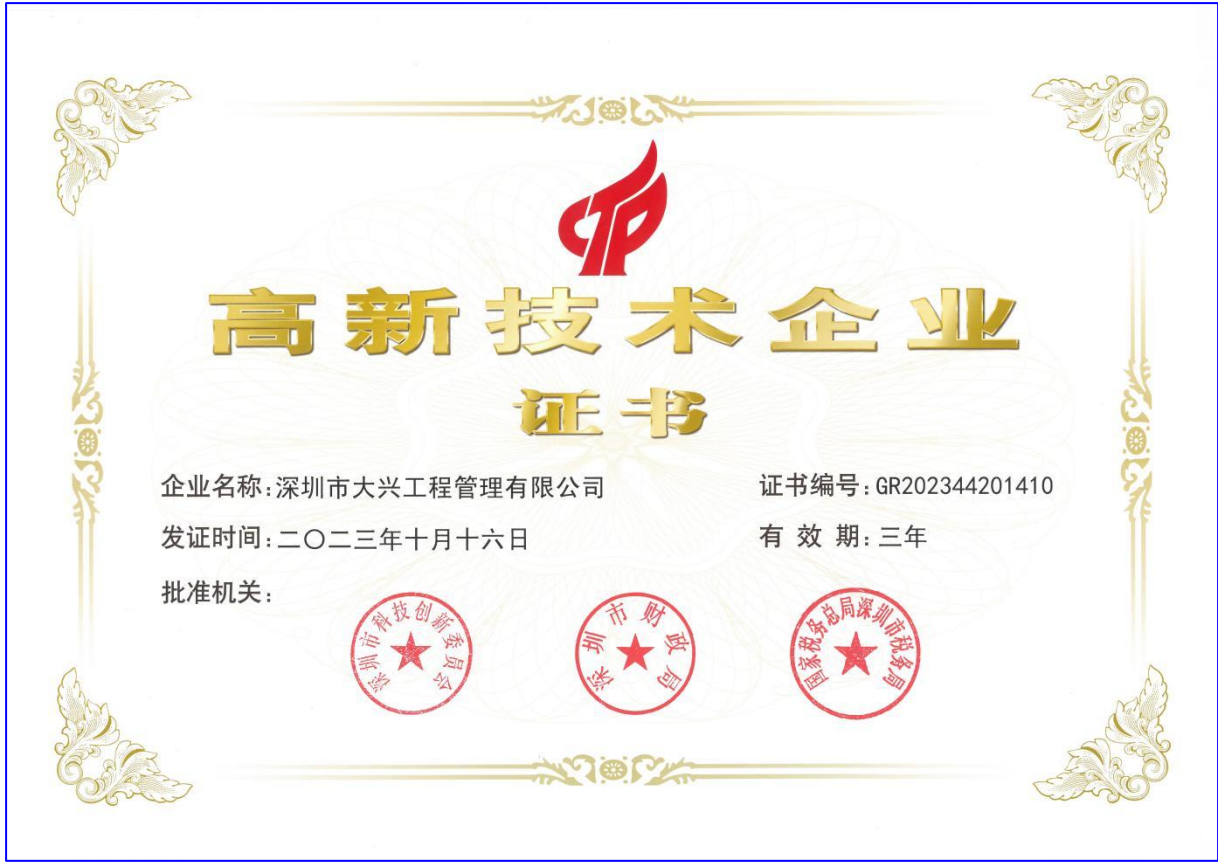 高新技术企业
证书
企业名称:深圳市大兴工程管理有限公司
证书编号:GR202344201410
发证时间:二〇二三年十月十六日
有 效 期:三年
批准机关:
深圳市科技创新委员会
深圳市财政局
国家税务总局深圳市税务局